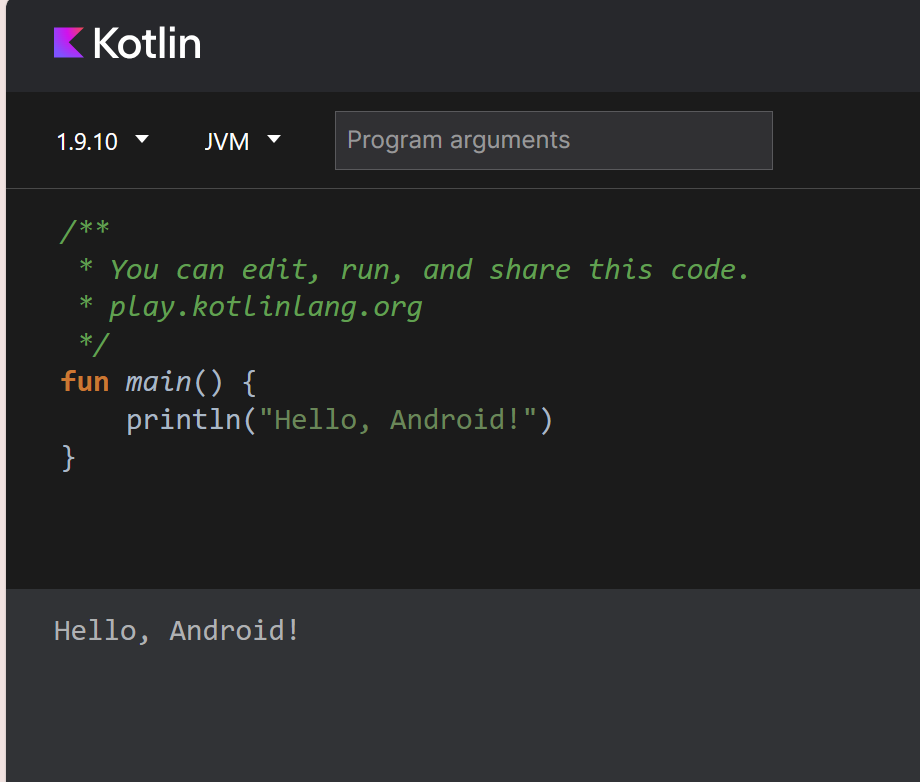 Kotlin
1.9.10 JVM Program arguments
/**
 * You can edit, run, and share this code.
 * play.kotlinlang.org
 */
fun main() {
    println("Hello, Android!")
}
Hello, Android!